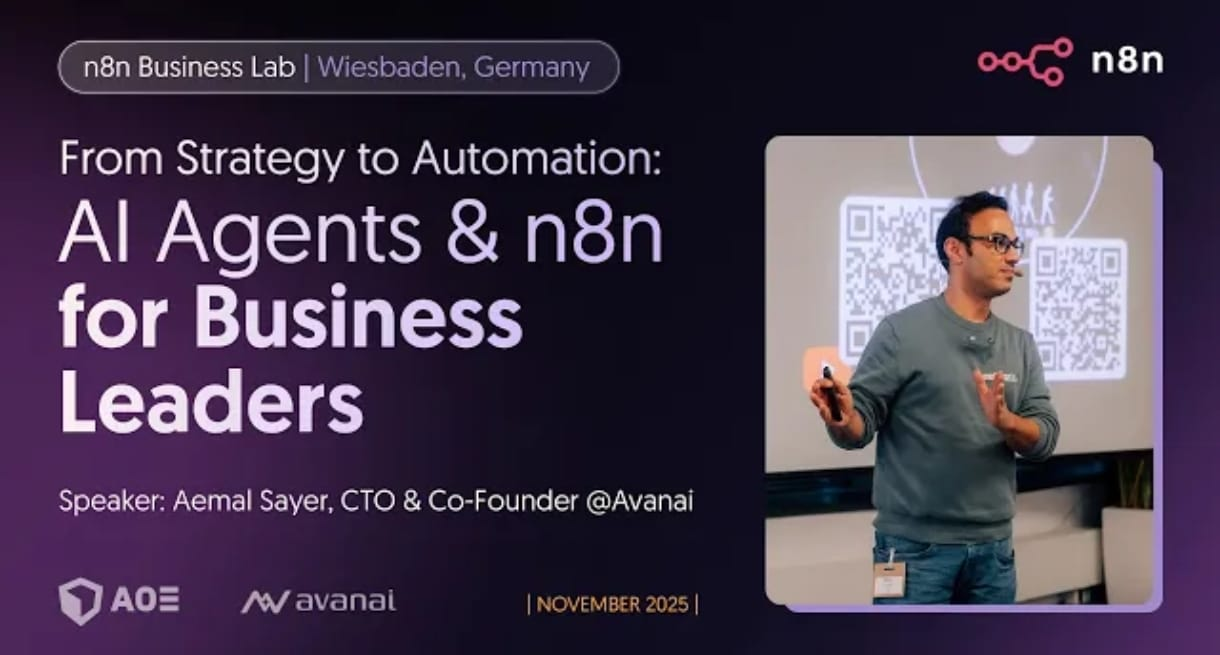 n8n Business Lab | Wiesbaden, Germany
n8n
From Strategy to Automation:
AI Agents & n8n
for Business
Leaders
Speaker: Aemal Sayer, CTO & Co-Founder @Avanai
AOE
avanai
| NOVEMBER 2025 |